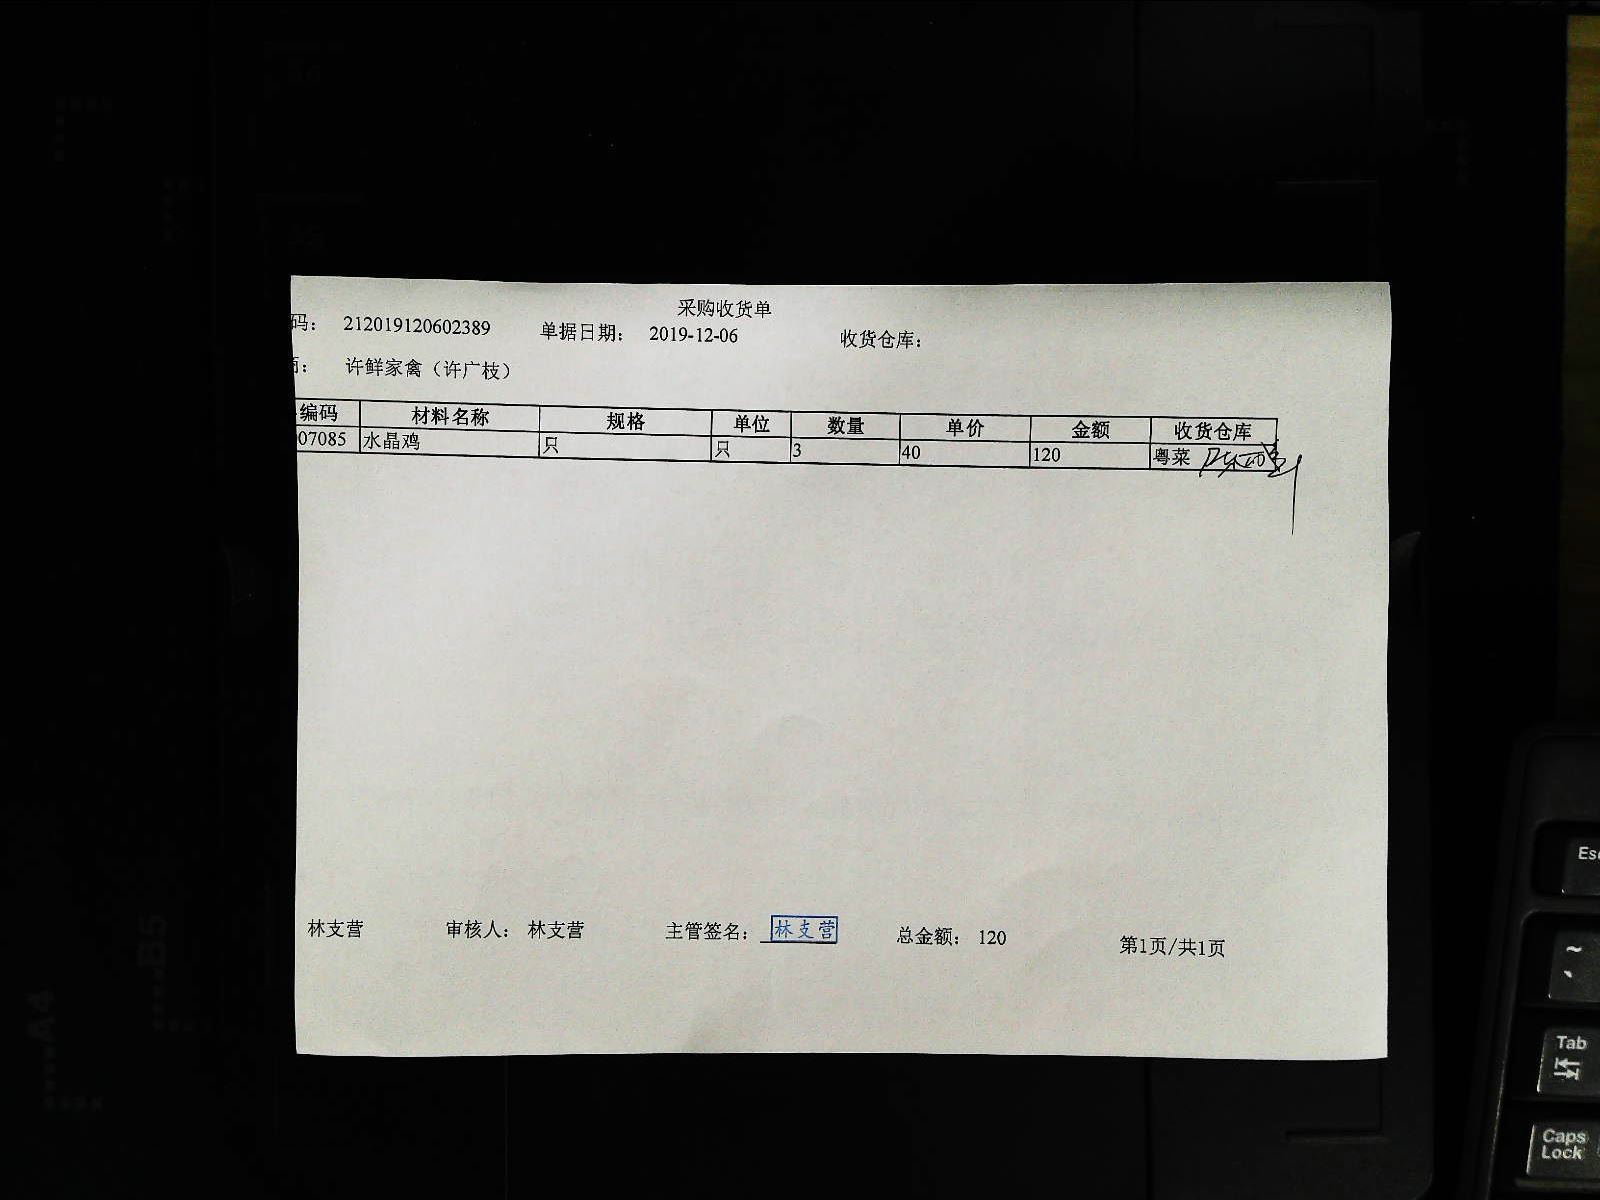 采购收货单
码： 212019120602389 单据日期： 2019-12-06 收货仓库：
商： 许鲜家禽（许广枝）
编码 材料名称 规格 单位 数量 单价 金额 收货仓库
07085 水晶鸡 只 只 3 40 120 粤菜
林支营 审核人： 林支营 主管签名： 林支营 总金额： 120 第1页/共1页
Esc
~
Tab
Caps Lock
B5
A4